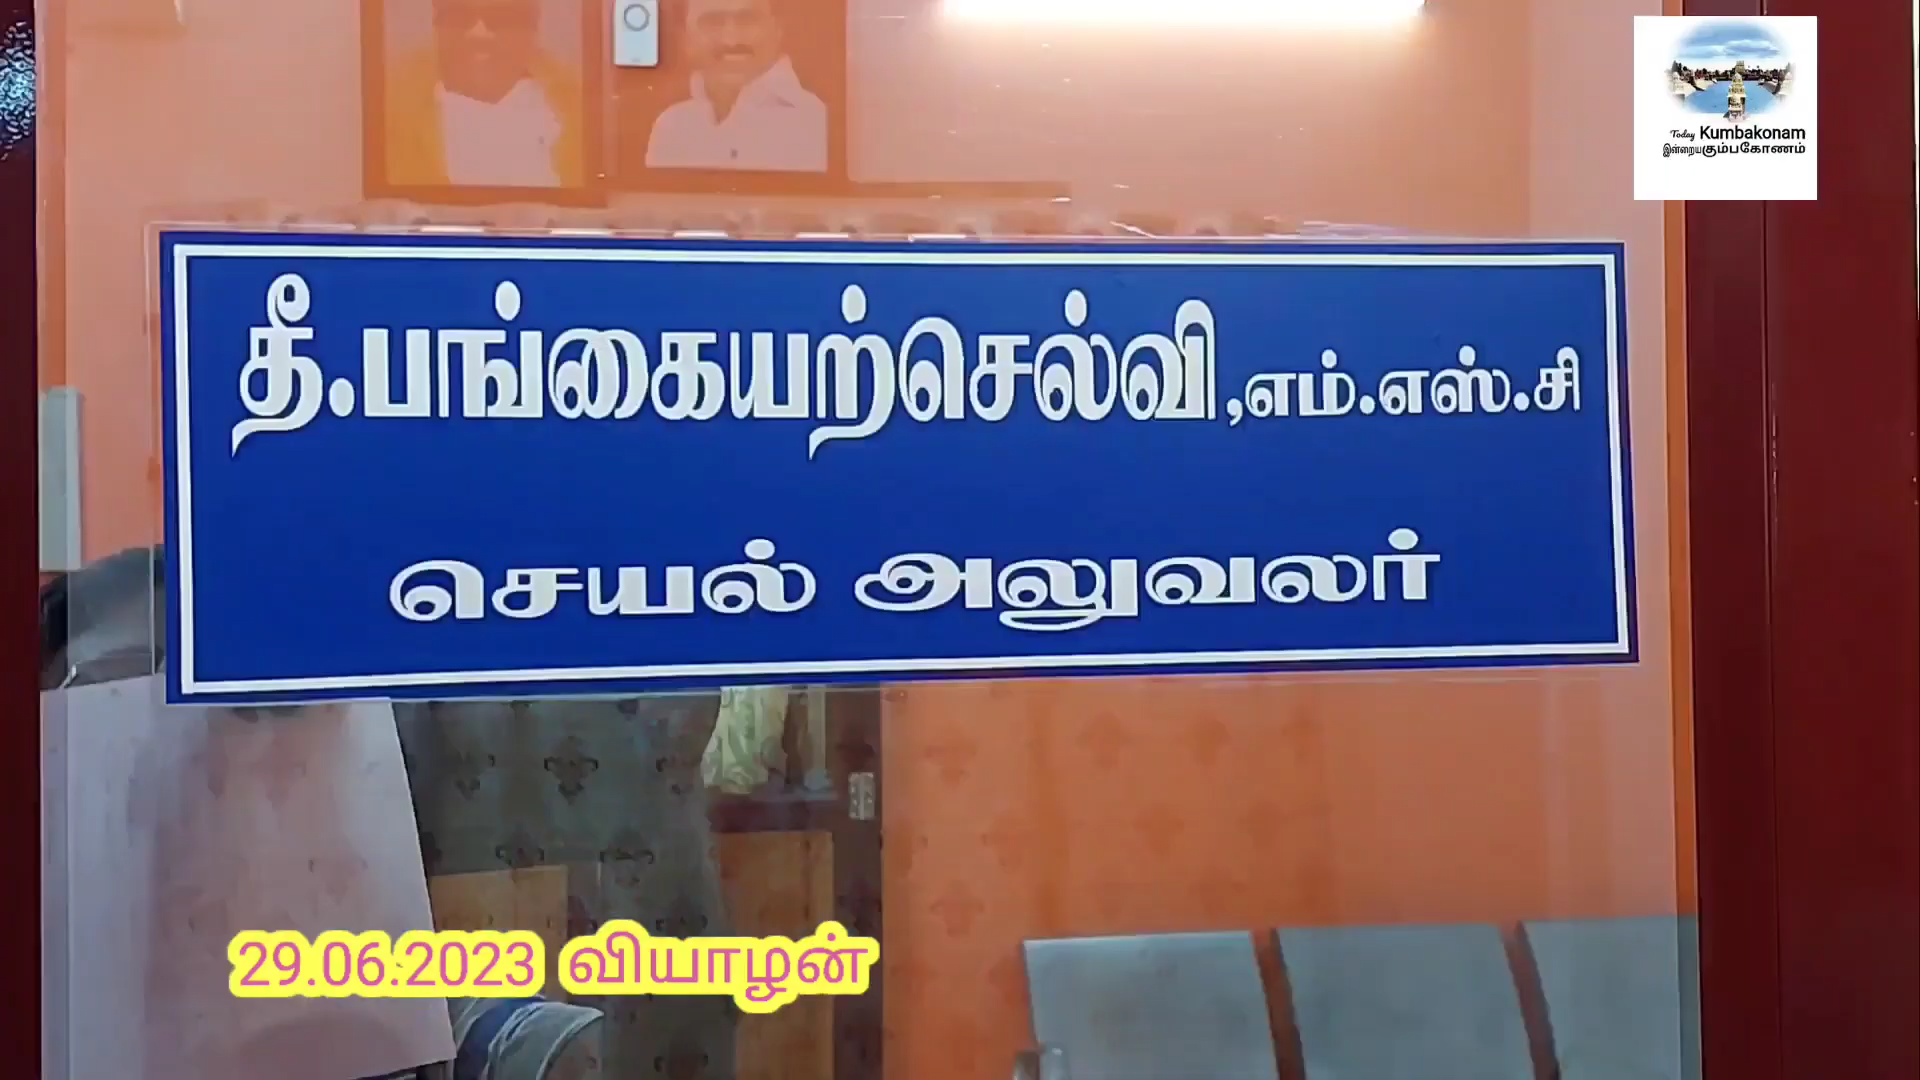 Today Kumbakonam
இன்றைய கும்பகோணம்
தீ.பங்கையற்செல்வி,எம்.எஸ்.சி
செயல் அலுவலர்
29.06.2023 வியாழன்